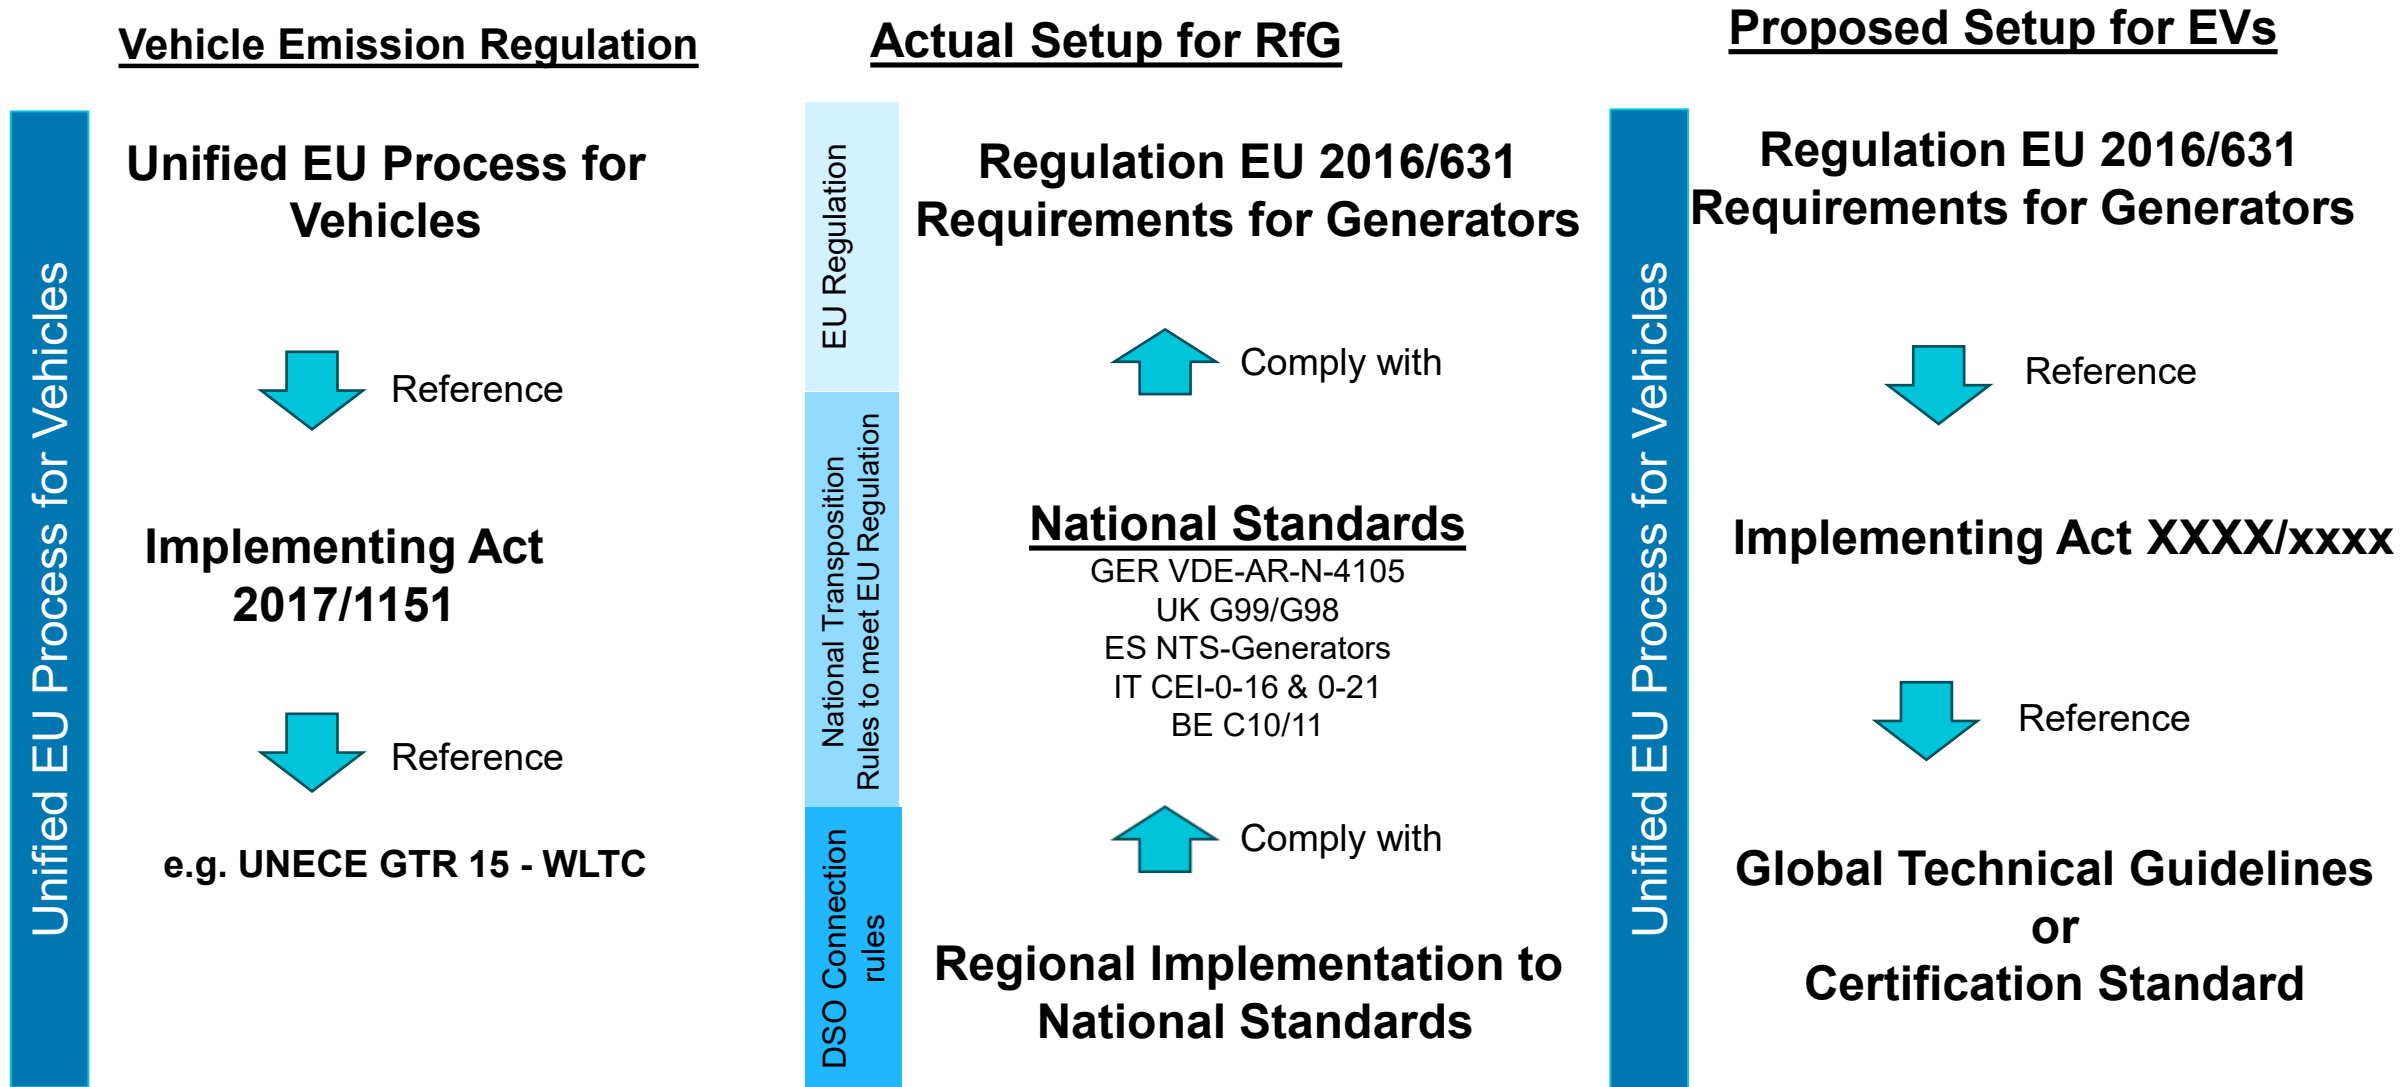 Vehicle Emission Regulation
Unified EU Process for Vehicles
Unified EU Process for
Vehicles
Reference
Implementing Act
2017/1151
Reference
e.g. UNECE GTR 15 - WLTC
Actual Setup for RfG
EU Regulation
Regulation EU 2016/631
Requirements for Generators
Comply with
National Transposition
Rules to meet EU Regulation
National Standards
GER VDE-AR-N-4105
UK G99/G98
ES NTS-Generators
IT CEI-0-16 & 0-21
BE C10/11
Comply with
DSO Connection
rules
Regional Implementation to
National Standards
Proposed Setup for EVs
Unified EU Process for Vehicles
Regulation EU 2016/631
Requirements for Generators
Reference
Implementing Act XXXX/xxxx
Reference
Global Technical Guidelines
or
Certification Standard